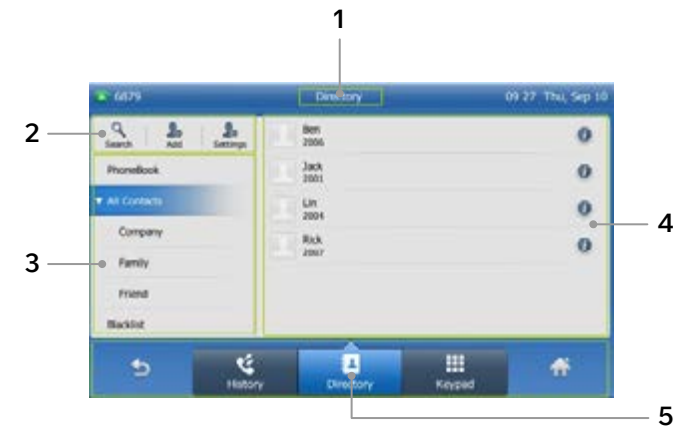 1
6879 Directory 09 27 Thu, Sep 10
2
Search Add Settings
Ben
2006
PhoneBook
Jack
2001
All Contacts
Lin
2004
4
Company
Rick
2007
3
Family
Friend
Blacklist
History Directory Keypad
5